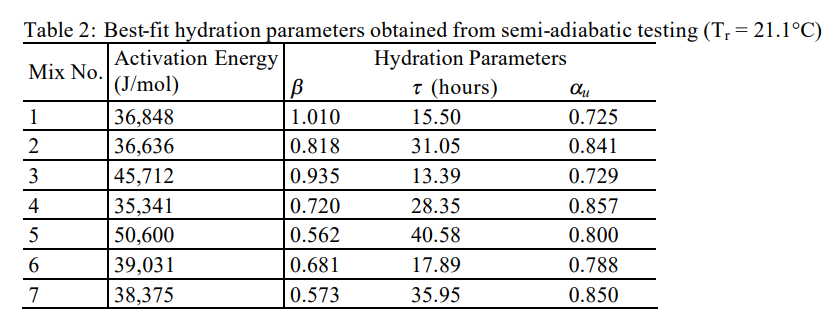 Table 2: Best-fit hydration parameters obtained from semi-adiabatic testing (Tr = 21.1°C)
Mix No. Activation Energy (J/mol) Hydration Parameters
β τ (hours) αu
1 36,848 1.010 15.50 0.725
2 36,636 0.818 31.05 0.841
3 45,712 0.935 13.39 0.729
4 35,341 0.720 28.35 0.857
5 50,600 0.562 40.58 0.800
6 39,031 0.681 17.89 0.788
7 38,375 0.573 35.95 0.850